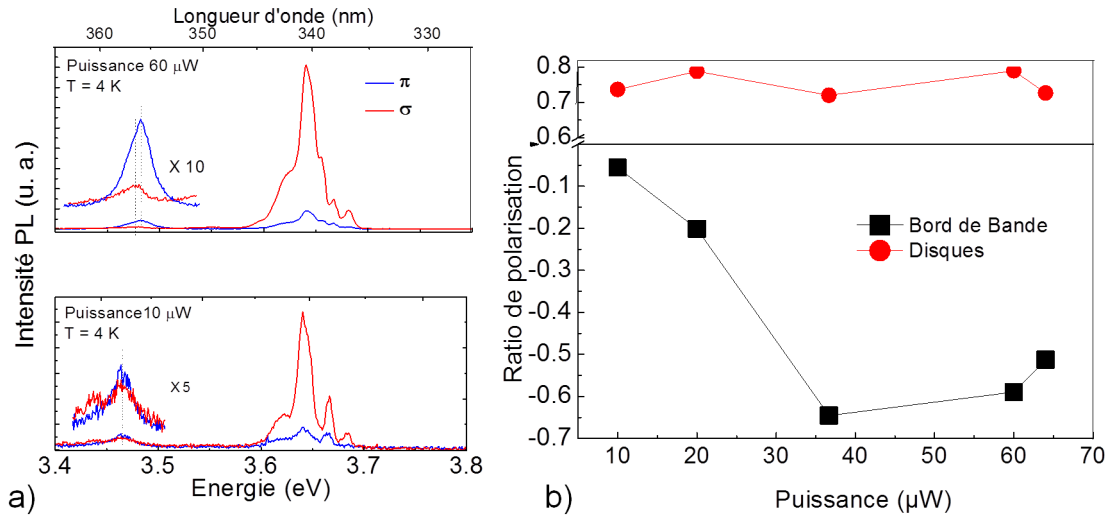 Longueur d'onde (nm)
360 350 340 330
Puissance 60 µW
T = 4 K
π
σ
X 10
Intensité PL (u. a.)
Puissance10 µW
T = 4 K
X 5
3.4 3.5 3.6 3.7 3.8
Energie (eV)
a)
0.8
0.7
0.6
-0.1
-0.2
-0.3
-0.4
-0.5
-0.6
-0.7
Ratio de polarisation
Bord de Bande
Disques
10 20 30 40 50 60 70
Puissance (µW)
b)